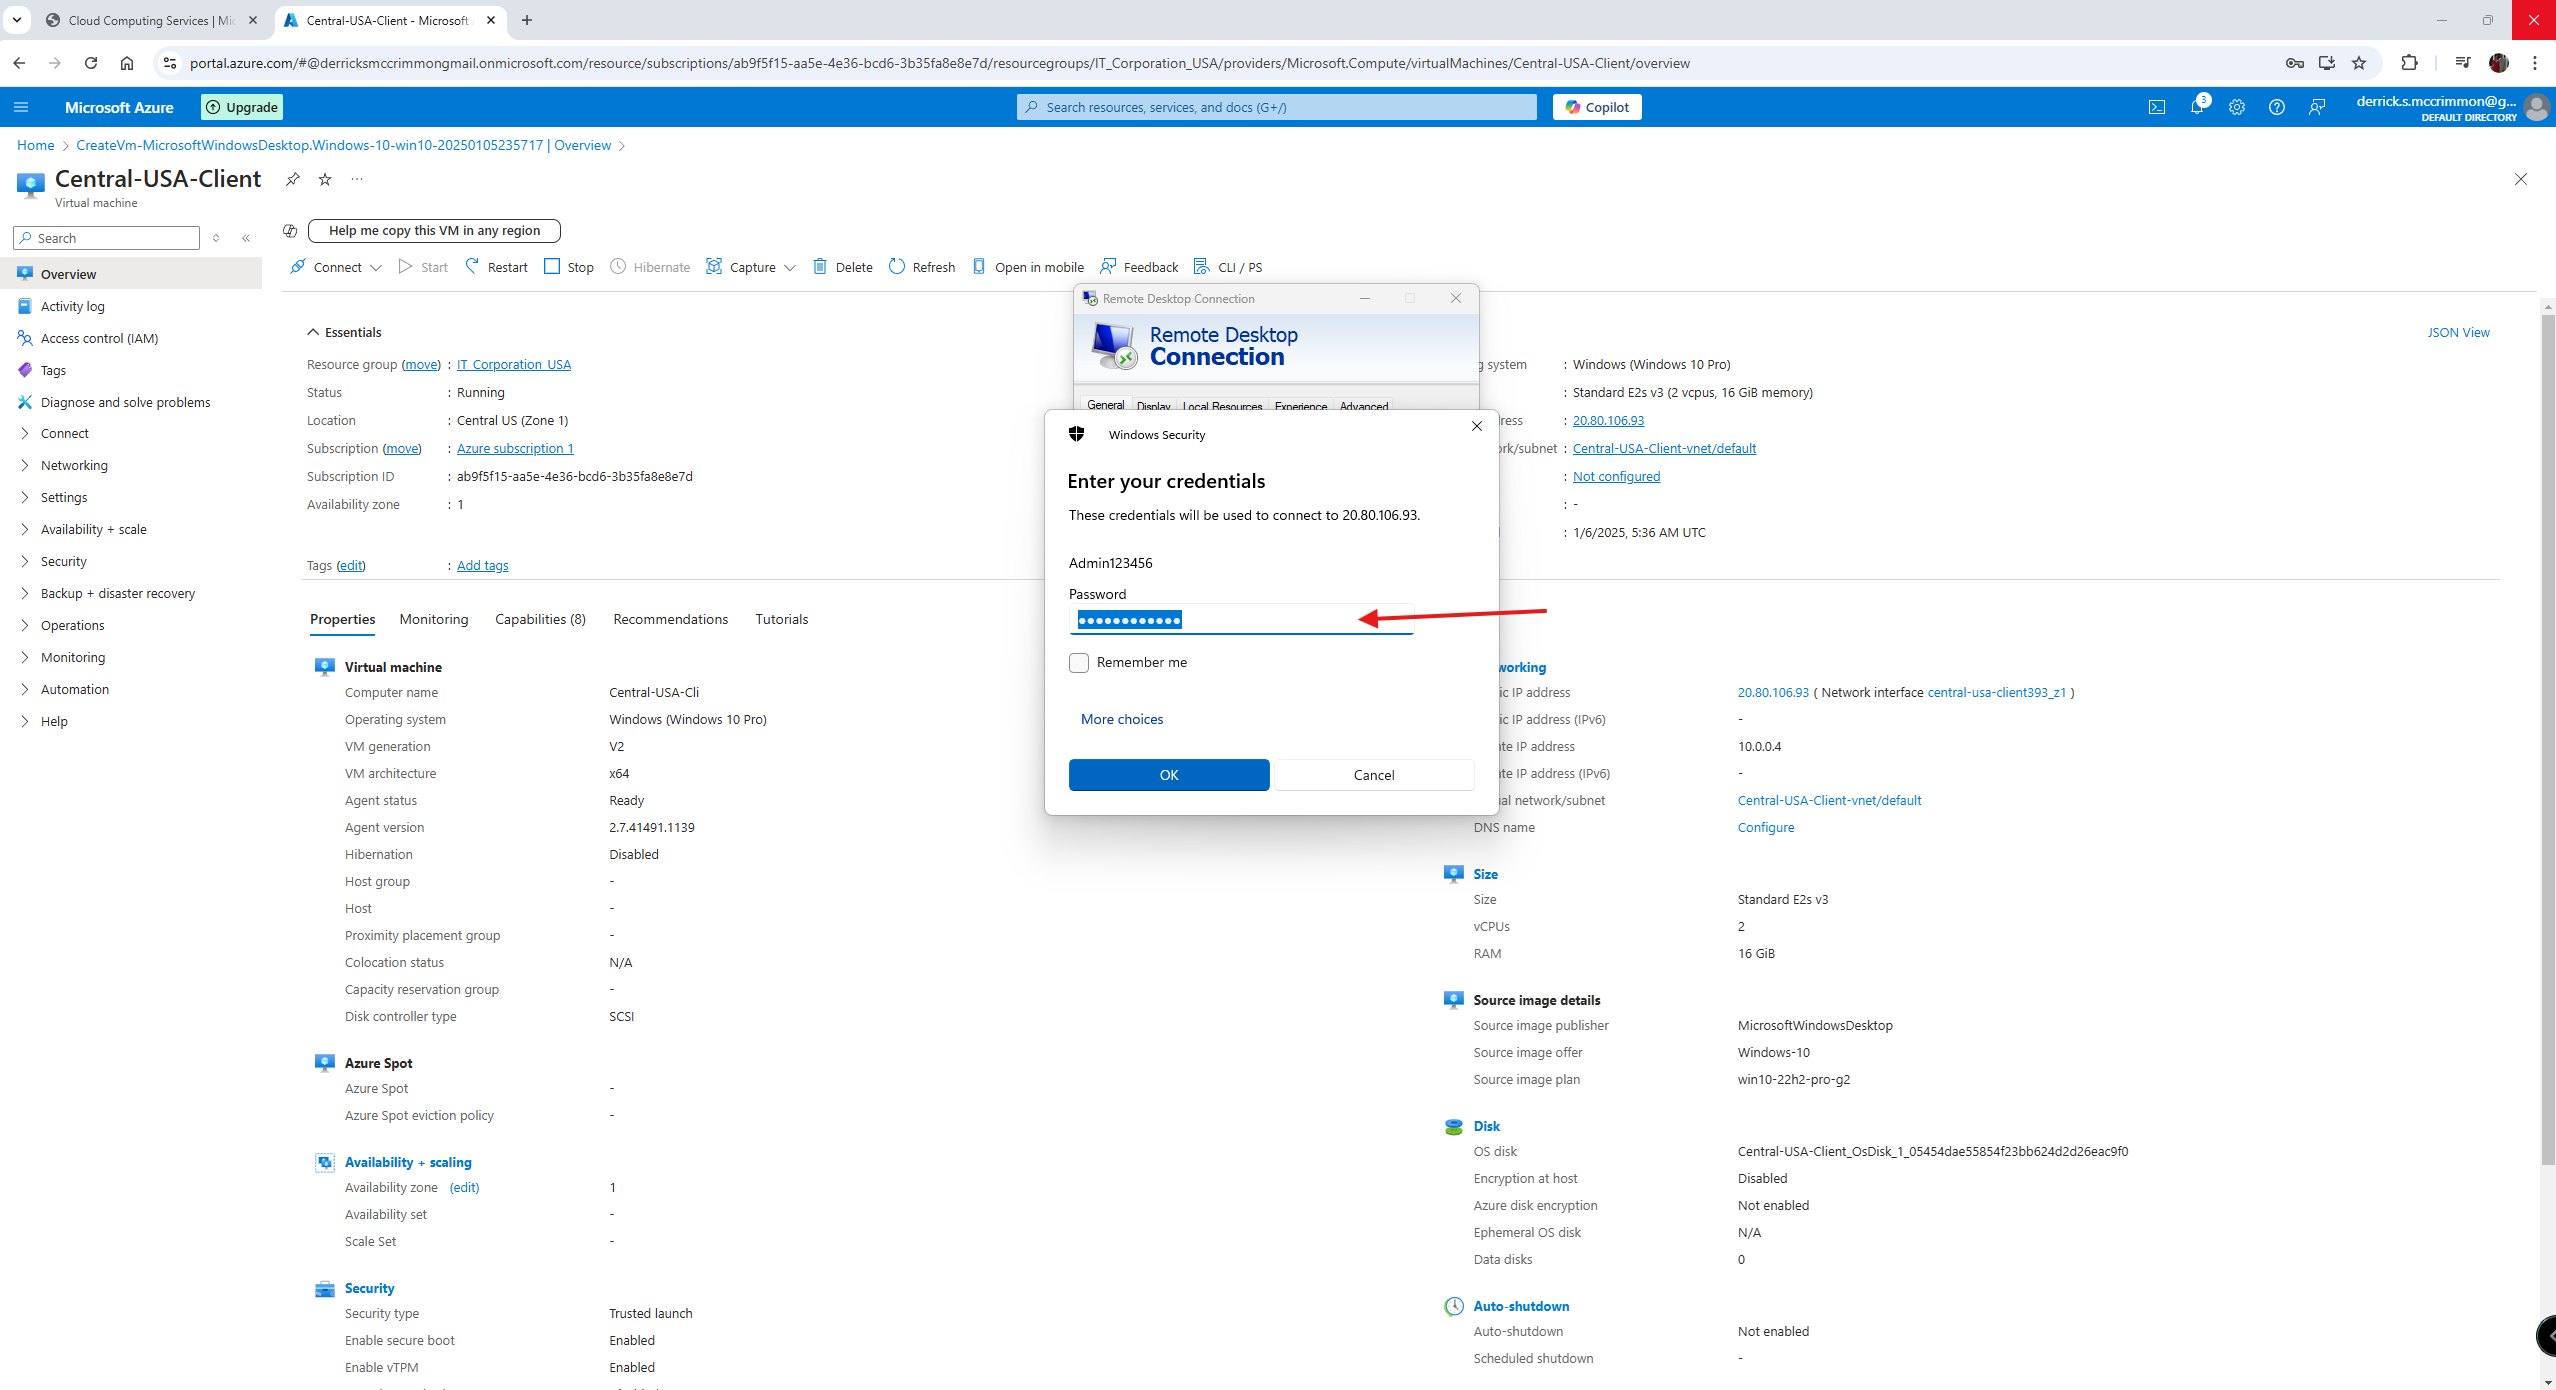 Cloud Computing Services | Mic
Central-USA-Client - Microsoft
portal.azure.com/#@derricksmccrimmongmail.onmicrosoft.com/resource/subscriptions/ab9f5f15-aa5e-4e36-bcd6-3b35fa8e8e7d/resourcegroups/IT_Corporation_USA/providers/Microsoft.Compute/virtualMachines/Central-USA-Client/overview
Microsoft Azure
Upgrade
Search resources, services, and docs (G+/)
Copilot
3
derrick.s.mccrimmon@g...
DEFAULT DIRECTORY
Home > CreateVm-MicrosoftWindowsDesktop.Windows-10-win10-20250105235717 | Overview >
Central-USA-Client
Virtual machine
Search
Help me copy this VM in any region
Connect
Start
Restart
Stop
Hibernate
Capture
Delete
Refresh
Open in mobile
Feedback
CLI / PS
Overview
Activity log
Access control (IAM)
Tags
Diagnose and solve problems
Connect
Networking
Settings
Availability + scale
Security
Backup + disaster recovery
Operations
Monitoring
Automation
Help
Essentials
JSON View
Resource group (move) : IT_Corporation_USA
Status : Running
Location : Central US (Zone 1)
Subscription (move) : Azure subscription 1
Subscription ID : ab9f5f15-aa5e-4e36-bcd6-3b35fa8e8e7d
Availability zone : 1
g system : Windows (Windows 10 Pro)
: Standard E2s v3 (2 vcpus, 16 GiB memory)
ress : 20.80.106.93
rk/subnet : Central-USA-Client-vnet/default
: Not configured
: -
: 1/6/2025, 5:36 AM UTC
Tags (edit) : Add tags
Remote Desktop Connection
Remote Desktop
Connection
General Display Local Resources Experience Advanced
Windows Security
Enter your credentials
These credentials will be used to connect to 20.80.106.93.
Admin123456
Password
●●●●●●●●●●●●
Remember me
More choices
OK
Cancel
Properties Monitoring Capabilities (8) Recommendations Tutorials
Virtual machine
Computer name Central-USA-Cli
Operating system Windows (Windows 10 Pro)
VM generation V2
VM architecture x64
Agent status Ready
Agent version 2.7.41491.1139
Hibernation Disabled
Host group -
Host -
Proximity placement group -
Colocation status N/A
Capacity reservation group -
Disk controller type SCSI
Azure Spot
Azure Spot -
Azure Spot eviction policy -
Availability + scaling
Availability zone (edit) 1
Availability set -
Scale Set -
Security
Security type Trusted launch
Enable secure boot Enabled
Enable vTPM Enabled
working
ic IP address 20.80.106.93 ( Network interface central-usa-client393_z1 )
ic IP address (IPv6) -
te IP address 10.0.0.4
te IP address (IPv6) -
al network/subnet Central-USA-Client-vnet/default
DNS name Configure
Size
Size Standard E2s v3
vCPUs 2
RAM 16 GiB
Source image details
Source image publisher MicrosoftWindowsDesktop
Source image offer Windows-10
Source image plan win10-22h2-pro-g2
Disk
OS disk Central-USA-Client_OsDisk_1_05454dae55854f23bb624d2d26eac9f0
Encryption at host Disabled
Azure disk encryption Not enabled
Ephemeral OS disk N/A
Data disks 0
Auto-shutdown
Auto-shutdown Not enabled
Scheduled shutdown -